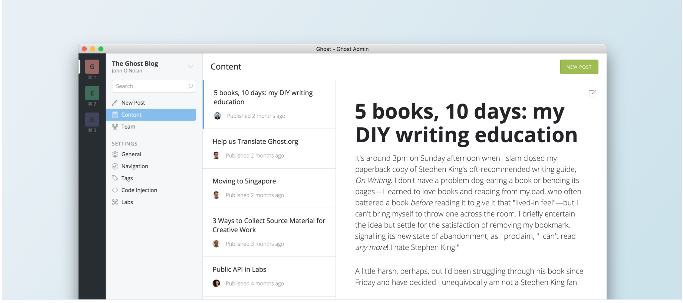 Ghost - Ghost Admin
The Ghost Blog
John O'Nolan
Search
New Post
Content
Team
SETTINGS
General
Navigation
Tags
Code Injection
Labs
G
⌘ 1
E
⌘ 2
⌘ 3
Content
NEW POST
5 books, 10 days: my DIY writing
education
Published 2 months ago
Help us Translate Ghost.org
Published 2 months ago
Moving to Singapore
Published 2 months ago
3 Ways to Collect Source Material for
Creative Work
Published 3 months ago
Public API in Labs
Published 4 months ago
5 books, 10 days: my
DIY writing education
It's around 3pm on Sunday afternoon when I slam closed my
paperback copy of Stephen King's oft-recommended writing guide,
On Writing. I don't have a problem dog-earing a book or bending its
pages—I learned to love books and reading from my dad, who often
battered a book before reading it to give it that "lived-in feel"—but I
can't bring myself to throw one across the room. I briefly entertain
the idea but settle for the satisfaction of removing my bookmark,
signalling its new state of abandonment, as I proclaim, "I can't read
any more! I hate Stephen King!"
A little harsh, perhaps, but I'd been struggling through his book since
Friday and have decided I unequivocally am not a Stephen King fan.